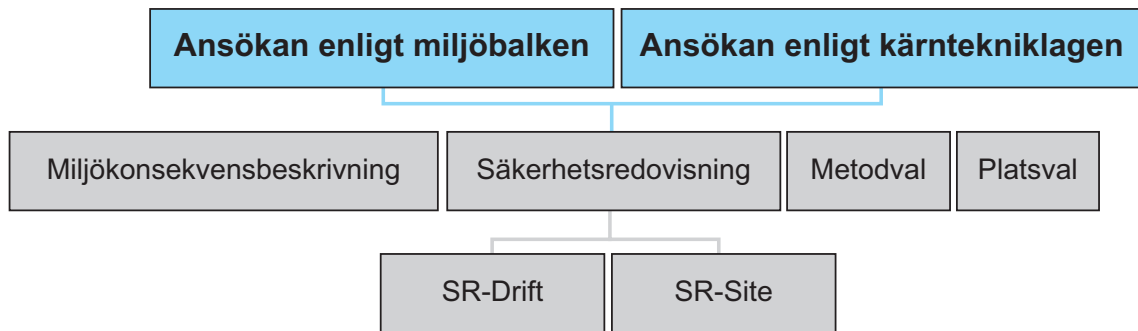 Ansökan enligt miljöbalken
Ansökan enligt kärntekniklagen
Miljökonsekvensbeskrivning
Säkerhetsredovisning
Metodval
Platsval
SR-Drift
SR-Site